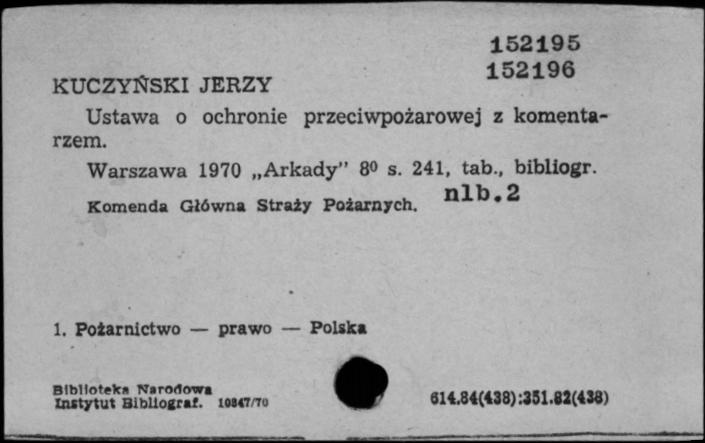 152195
152196
KUCZYŃSKI JERZY
Ustawa o ochronie przeciwpożarowej z komenta-
rzem.
Warszawa 1970 „Arkady" 8⁰ s. 241, tab., bibliogr.
nlb.2
Komenda Główna Straży Pożarnych.
1. Pożarnictwo — prawo — Polska
Biblioteka Narodowa
Instytut Bibliograf. 10847/70
614.84(438):351.82(438)